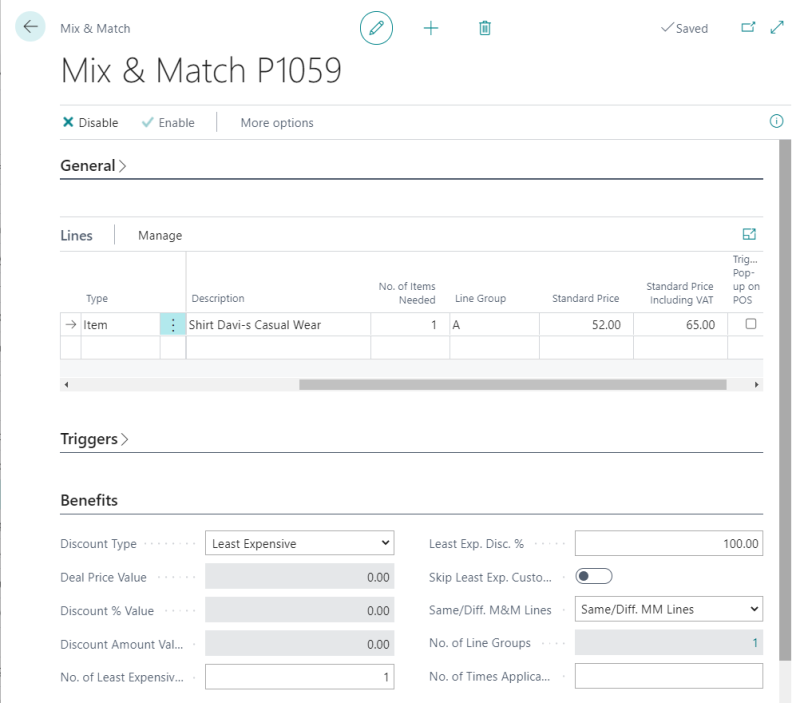 Mix & Match
Saved
Mix & Match P1059
Disable
Enable
More options
General
Lines
Manage
Type
Description
No. of Items
Needed
Line Group
Standard Price
Standard Price
Including VAT
Trig...
Pop-
up on
POS
Item
Shirt Davi-s Casual Wear
1
A
52.00
65.00
Triggers
Benefits
Discount Type
Least Expensive
Least Exp. Disc. %
100.00
Deal Price Value
0.00
Skip Least Exp. Custo...
Discount % Value
0.00
Same/Diff. M&M Lines
Same/Diff. MM Lines
Discount Amount Val...
0.00
No. of Line Groups
1
No. of Least Expensiv...
1
No. of Times Applica...